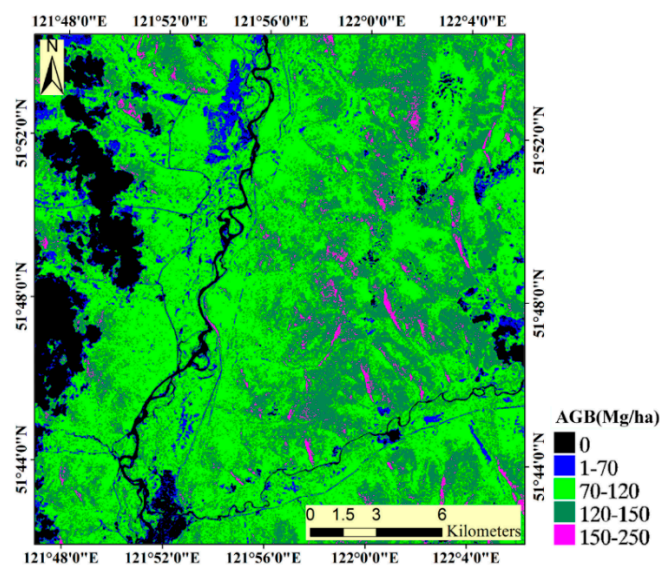 121°48'0"E 121°52'0"E 121°56'0"E 122°0'0"E 122°4'0"E
N
51°52'0"N
51°52'0"N
51°48'0"N
51°48'0"N
51°44'0"N
51°44'0"N
AGB(Mg/ha)
0
1-70
70-120
120-150
150-250
0 1.5 3 6
Kilometers
121°48'0"E 121°52'0"E 121°56'0"E 122°0'0"E 122°4'0"E